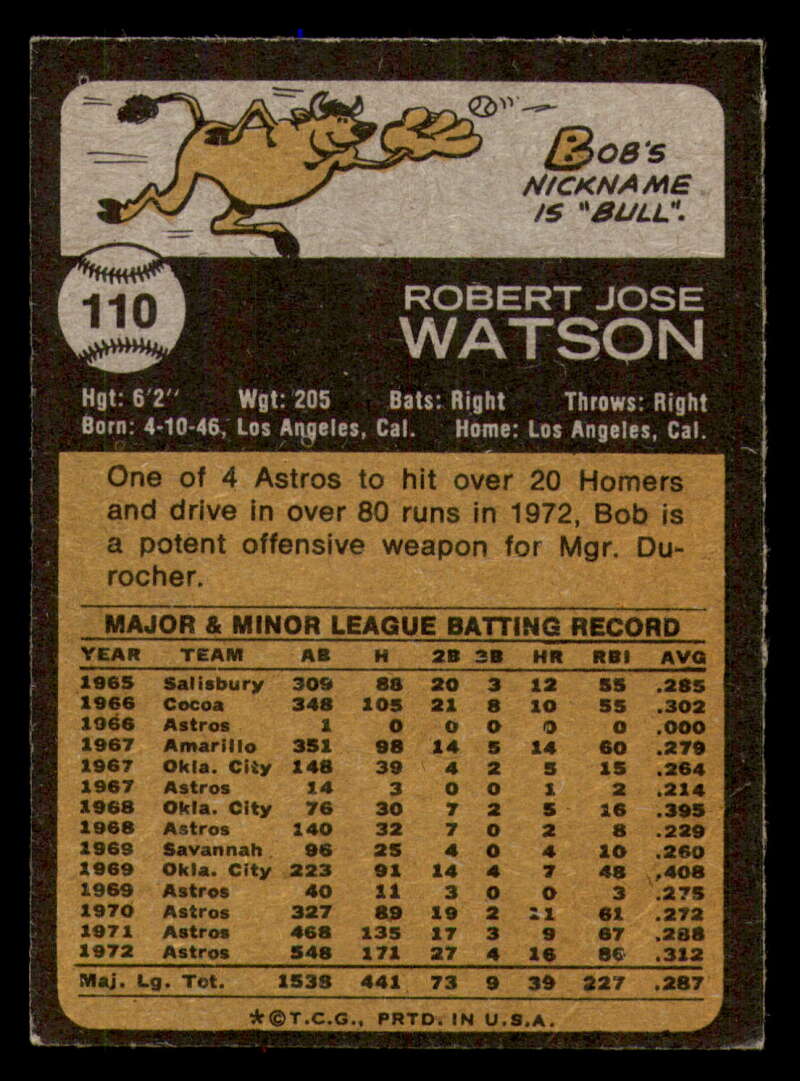 BOB'S
NICKNAME
IS "BULL".
110
ROBERT JOSE
WATSON
Hgt: 6'2" Wgt: 205 Bats: Right Throws: Right
Born: 4-10-46, Los Angeles, Cal. Home: Los Angeles, Cal.
One of 4 Astros to hit over 20 Homers
and drive in over 80 runs in 1972, Bob is
a potent offensive weapon for Mgr. Du-
rocher.
MAJOR & MINOR LEAGUE BATTING RECORD
YEAR TEAM AB H 2B 3B HR RBI AVG
1965 Salisbury 309 88 20 3 12 55 .285
1966 Cocoa 348 105 21 8 10 55 .302
1966 Astros 1 0 0 0 0 0 .000
1967 Amarillo 351 98 14 5 14 60 .279
1967 Okla. City 148 39 4 2 5 15 .264
1967 Astros 14 3 0 0 1 2 .214
1968 Okla. City 76 30 7 2 5 16 .395
1968 Astros 140 32 7 0 2 8 .229
1969 Savannah 96 25 4 0 4 10 .260
1969 Okla. City 223 91 14 4 7 48 .408
1969 Astros 40 11 3 0 0 3 .275
1970 Astros 327 89 19 2 11 61 .272
1971 Astros 468 135 17 3 9 67 .288
1972 Astros 548 171 27 4 16 86 .312
Maj. Lg. Tot. 1538 441 73 9 39 227 .287
*©T.C.G., PRTD. IN U.S.A.